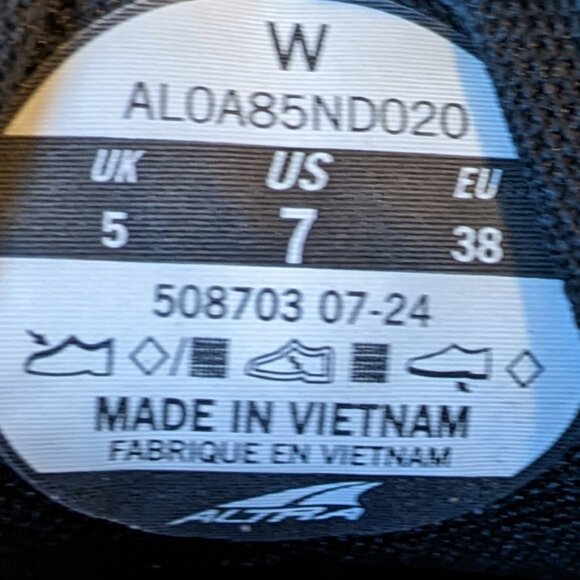 W
AL0A85ND020
UK US EU
5 7 38
508703 07-24
MADE IN VIETNAM
FABRIQUE EN VIETNAM
ALTRA